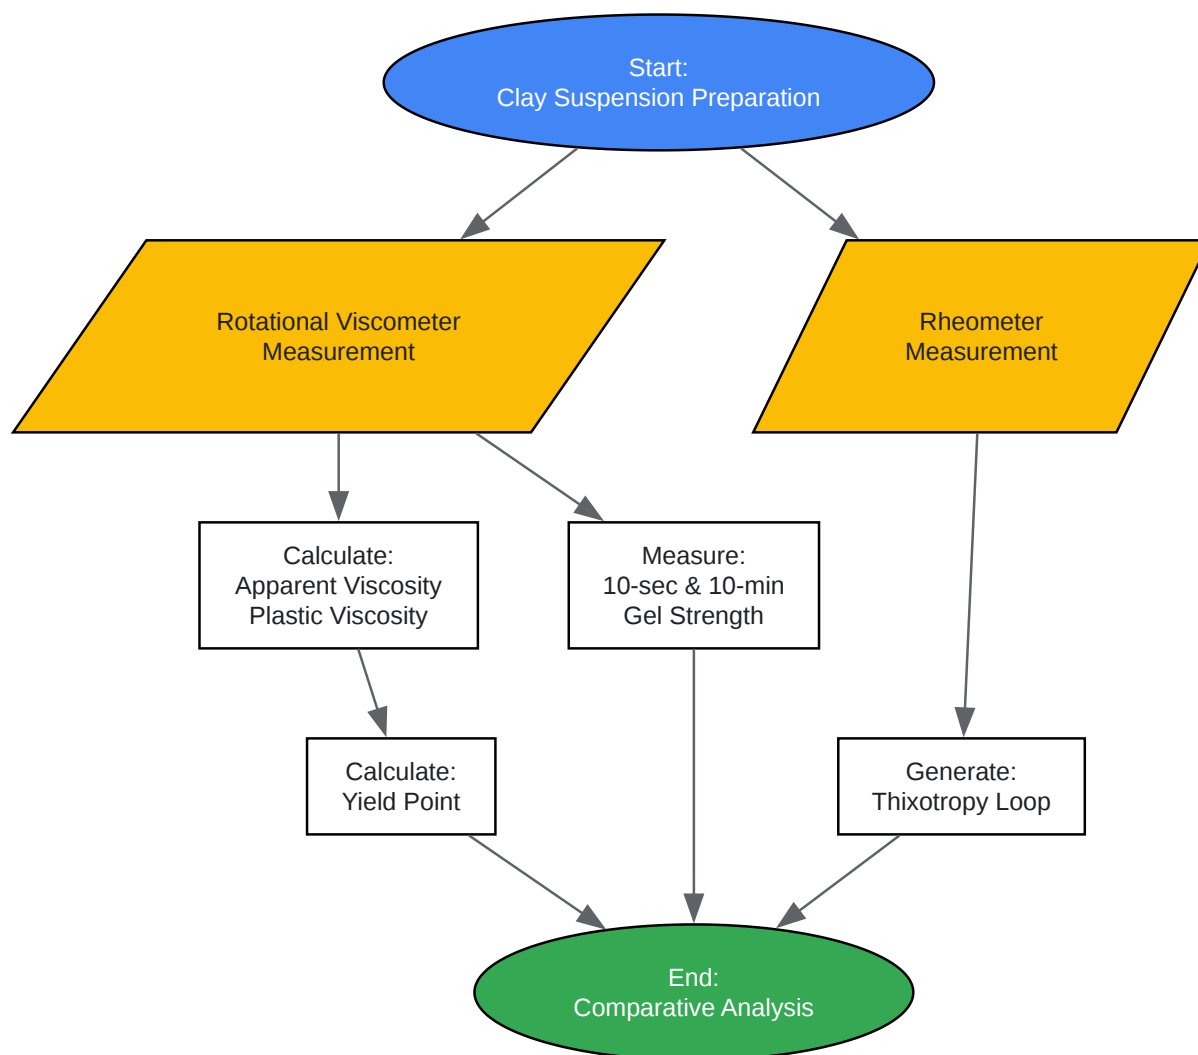 Start:
Clay Suspension Preparation
Rotational Viscometer
Measurement
Rheometer
Measurement
Calculate:
Apparent Viscosity
Plastic Viscosity
Measure:
10-sec & 10-min
Gel Strength
Calculate:
Yield Point
Generate:
Thixotropy Loop
End:
Comparative Analysis